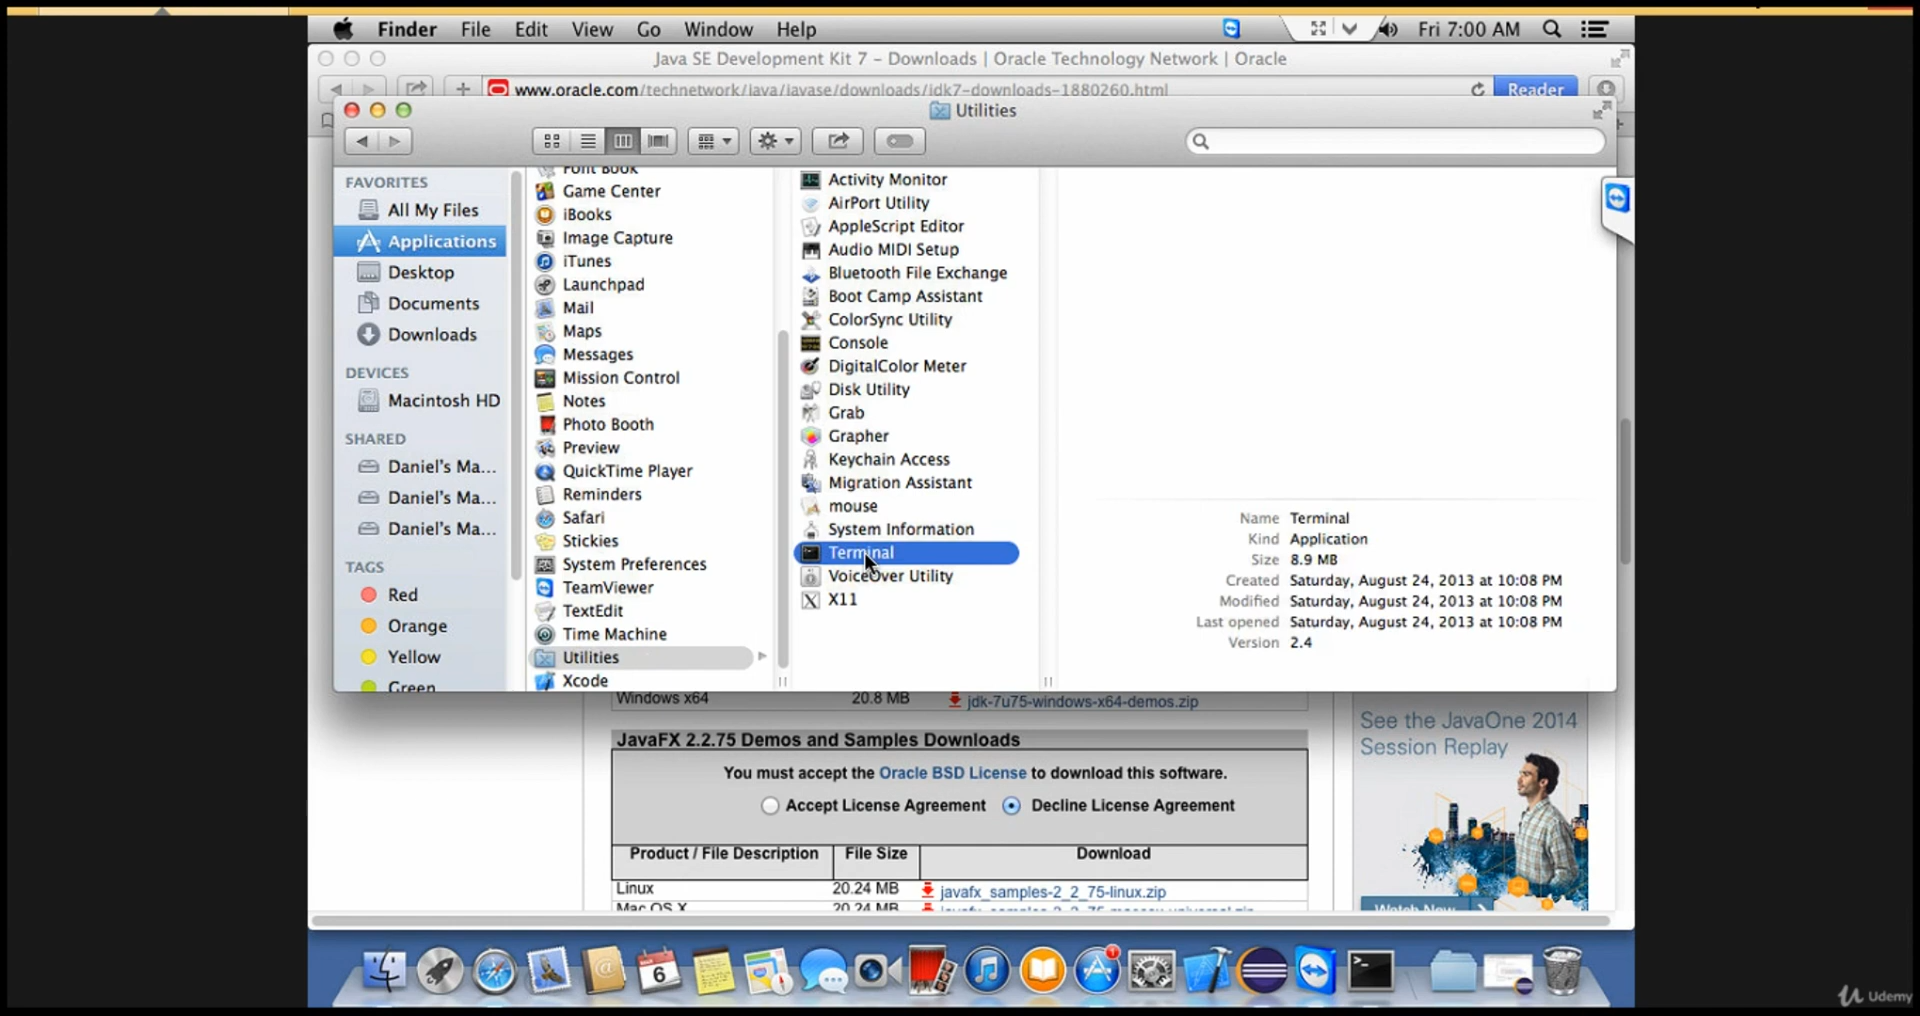 Finder File Edit View Window Help Fri 7:00 AM
Java SE Development Kit 7 – Downloads | Oracle Technology Network | Oracle
www.oracle.com/technetwork/java/javase/downloads/jdk7-downloads-1880260.html
Reader
Utilities
FAVORITES
All My Files
Applications
Desktop
Documents
Downloads
DEVICES
Macintosh HD
SHARED
Daniel's Ma...
Daniel's Ma...
Daniel's Ma...
TAGS
Red
Orange
Yellow
Green
Font Book
Game Center
iBooks
Image Capture
iTunes
Launchpad
Mail
Maps
Messages
Mission Control
Notes
Photo Booth
Preview
QuickTime Player
Reminders
Safari
Stickies
System Preferences
TeamViewer
TextEdit
Time Machine
Utilities
Xcode
Activity Monitor
AirPort Utility
AppleScript Editor
Audio MIDI Setup
Bluetooth File Exchange
Boot Camp Assistant
ColorSync Utility
Console
DigitalColor Meter
Disk Utility
Grab
Grapher
Keychain Access
Migration Assistant
mouse
System Information
Terminal
VoiceOver Utility
X11
Name Terminal
Kind Application
Size 8.9 MB
Created Saturday, August 24, 2013 at 10:08 PM
Modified Saturday, August 24, 2013 at 10:08 PM
Last opened Saturday, August 24, 2013 at 10:08 PM
Version 2.4
Windows x64 20.8 MB jdk-7u75-windows-x64-demos.zip
JavaFX 2.2.75 Demos and Samples Downloads
You must accept the Oracle BSD License to download this software.
Accept License Agreement Decline License Agreement
Product / File Description File Size Download
Linux 20.24 MB javafx_samples-2_2_75-linux.zip
Mac OS X 20.24 MB
See the JavaOne 2014
Session Replay
Watch Now
6
1
Udemy